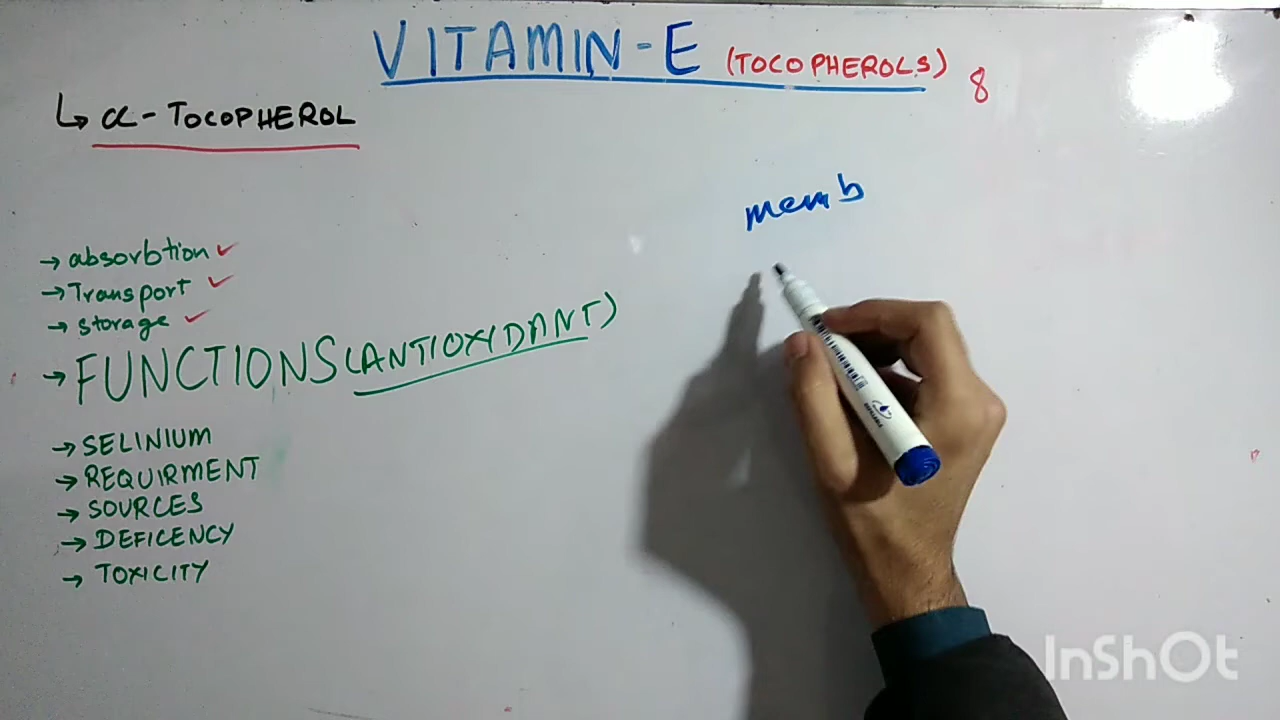 VITAMIN-E (TOCOPHEROLS) 8
↳ α-TOCOPHEROL
memb
→ absorbtion ✓
→ Transport ✓
→ storage ✓
→ FUNCTIONS (ANTIOXIDANT)
→ SELINIUM
→ REQUIRMENT
→ SOURCES
→ DEFICENCY
→ TOXICITY
InShOt